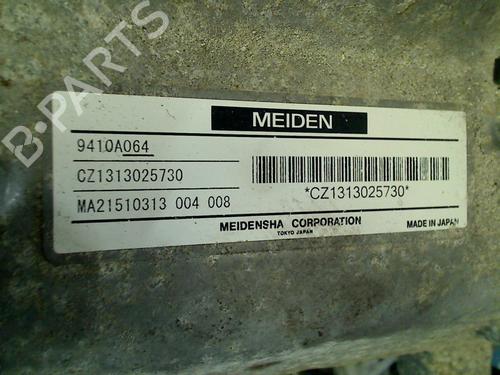 B-PARTS
MEIDEN
9410A064
CZ1313025730
MA21510313 004 008
*CZ1313025730*
MEIDENSHA CORPORATION
TOKYO JAPAN
MADE IN JAPAN